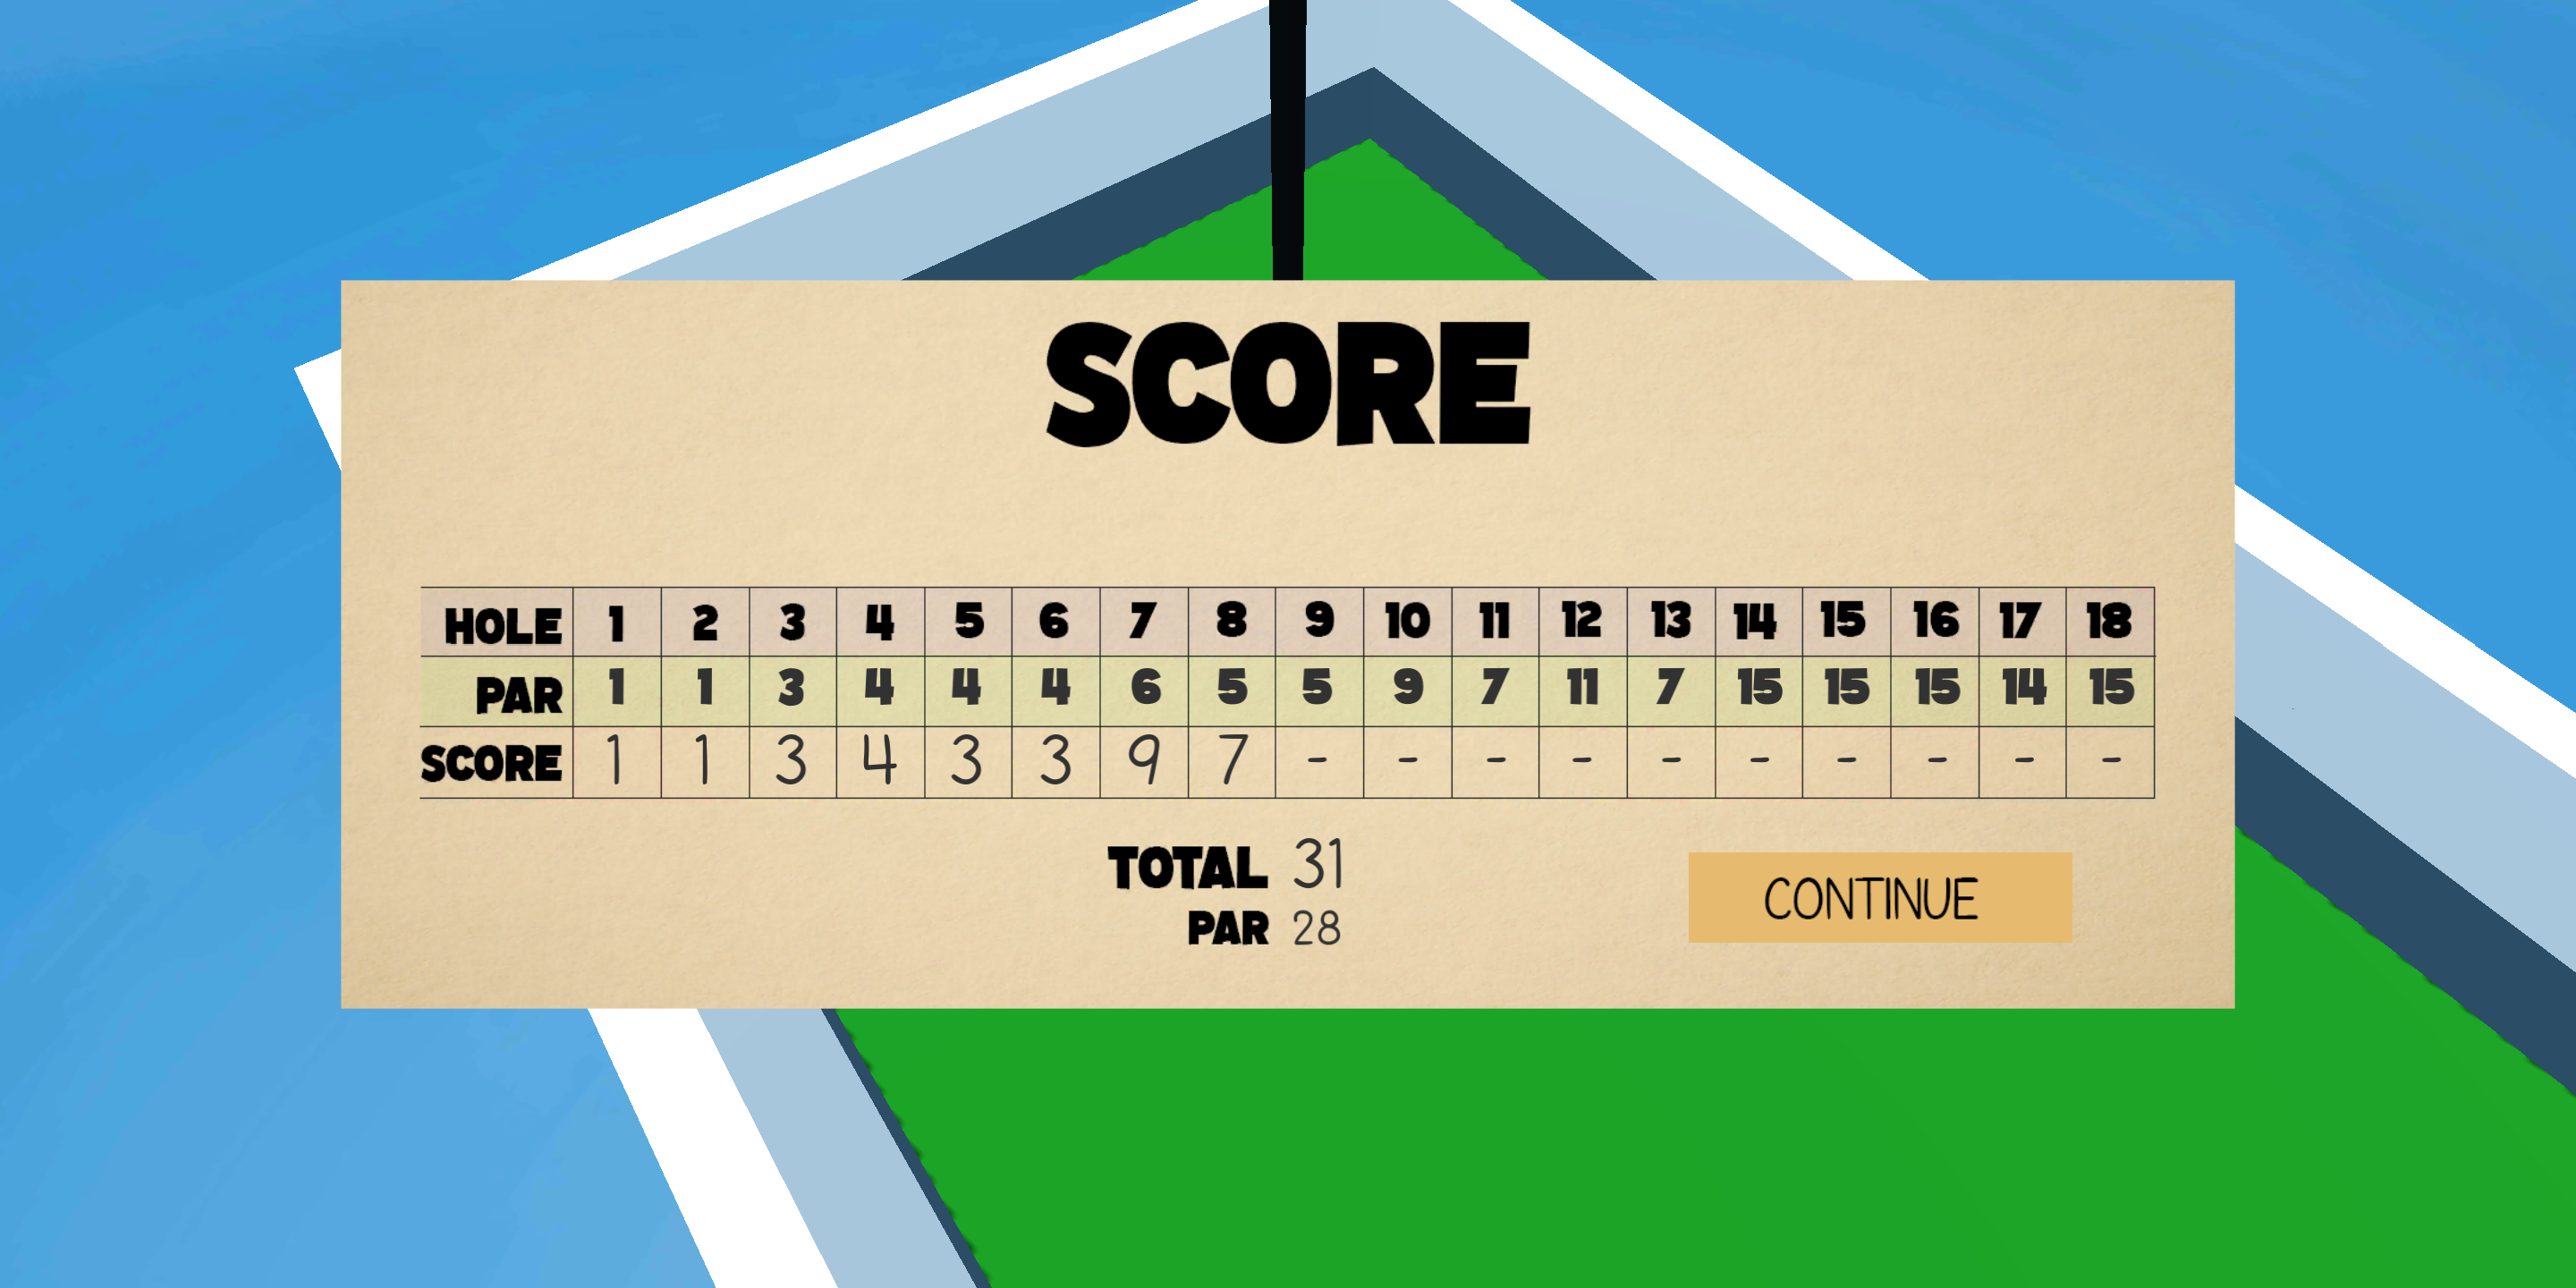 SCORE
HOLE 1 2 3 4 5 6 7 8 9 10 11 12 13 14 15 16 17 18
PAR 1 1 3 4 4 4 6 5 5 9 7 11 7 15 15 15 14 15
SCORE 1 1 3 4 3 3 9 7 - - - - - - - - - -
TOTAL 31
PAR 28
CONTINUE